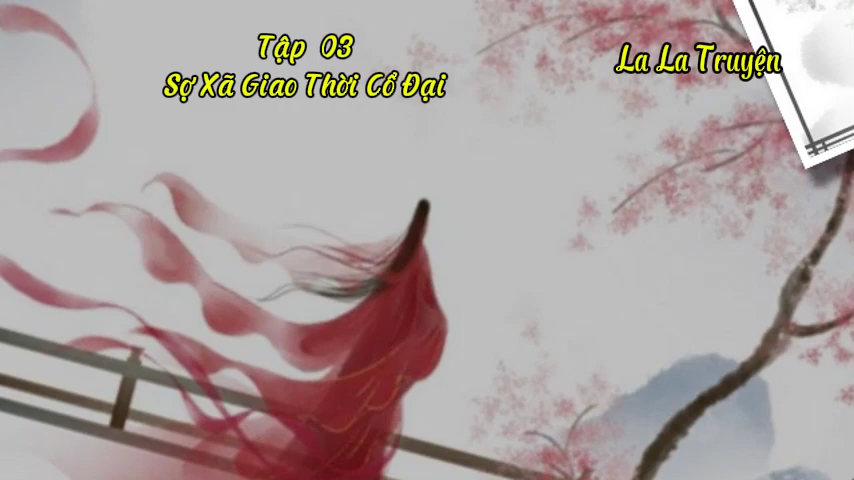 Tập 03
Sợ Xã Giao Thời Cổ Đại
La La Truyện